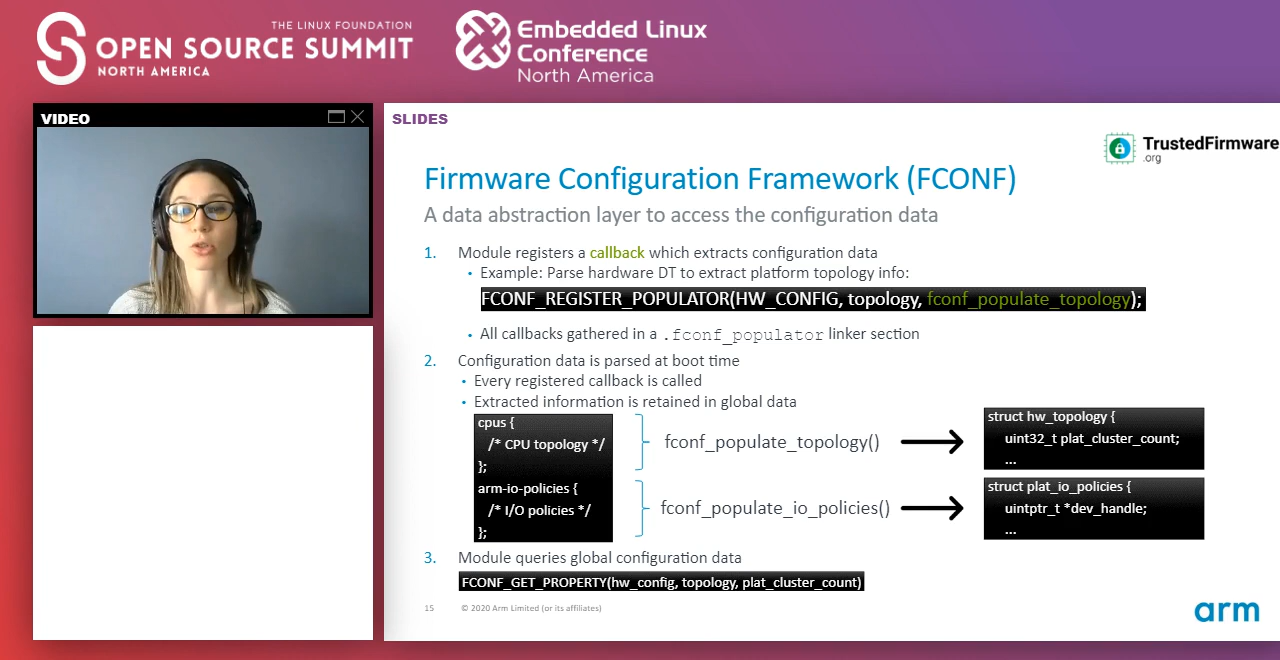 THE LINUX FOUNDATION
OPEN SOURCE SUMMIT
NORTH AMERICA
Embedded Linux
Conference
North America
VIDEO
SLIDES
TrustedFirmware
.org
Firmware Configuration Framework (FCONF)
A data abstraction layer to access the configuration data
1. Module registers a callback which extracts configuration data
• Example: Parse hardware DT to extract platform topology info:
FCONF_REGISTER_POPULATOR(HW_CONFIG, topology, fconf_populate_topology);
• All callbacks gathered in a .fconf_populator linker section
2. Configuration data is parsed at boot time
• Every registered callback is called
• Extracted information is retained in global data
cpus {
/* CPU topology */
};
arm-io-policies {
/* I/O policies */
};
fconf_populate_topology()
fconf_populate_io_policies()
struct hw_topology {
uint32_t plat_cluster_count;
...
struct plat_io_policies {
uintptr_t *dev_handle;
...
3. Module queries global configuration data
FCONF_GET_PROPERTY(hw_config, topology, plat_cluster_count)
15 © 2020 Arm Limited (or its affiliates)
arm